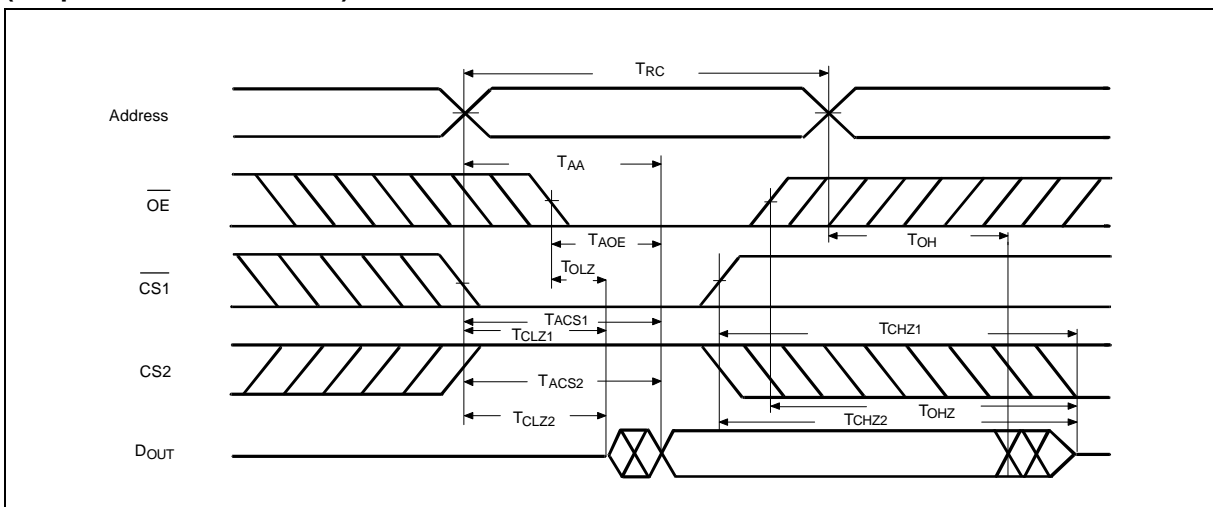 TRC
Address
TAA
OE
TAOE
TOH
TOLZ
CS1
TACS1
TCLZ1
TCHZ1
CS2
TACS2
TOHZ
TCLZ2
TCHZ2
DOUT